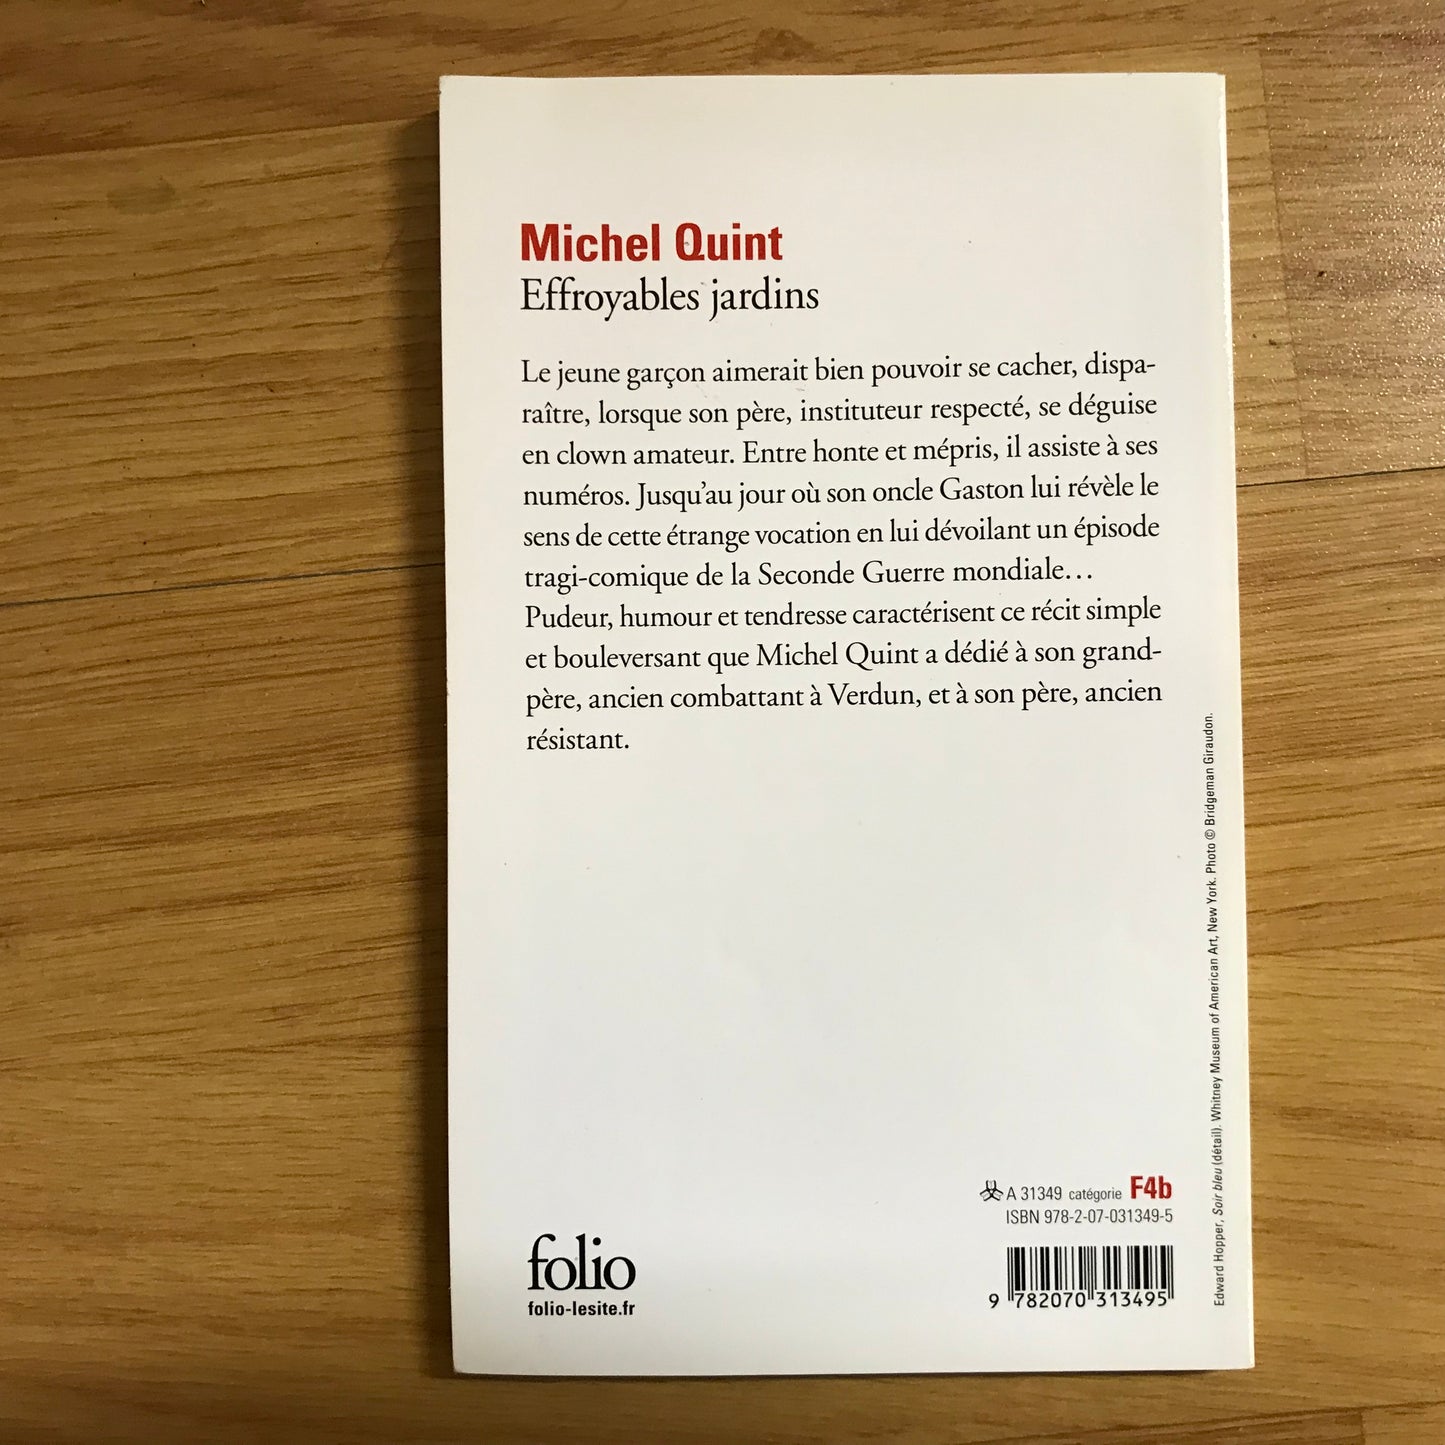 Michel Quint
Effroyables jardins
Le jeune garçon aimerait bien pouvoir se cacher, dispa-
raître, lorsque son père, instituteur respecté, se déguise
en clown amateur. Entre honte et mépris, il assiste à ses
numéros. Jusqu'au jour où son oncle Gaston lui révèle le
sens de cette étrange vocation en lui dévoilant un épisode
tragi-comique de la Seconde Guerre mondiale…
Pudeur, humour et tendresse caractérisent ce récit simple
et bouleversant que Michel Quint a dédié à son grand-
père, ancien combattant à Verdun, et à son père, ancien
résistant.
Edward Hopper, Soir bleu (détail). Whitney Museum of American Art, New York. Photo © Bridgeman Giraudon.
A 31349 catégorie F4b
ISBN 978-2-07-031349-5
9 782070 313495
folio
folio-lesite.fr